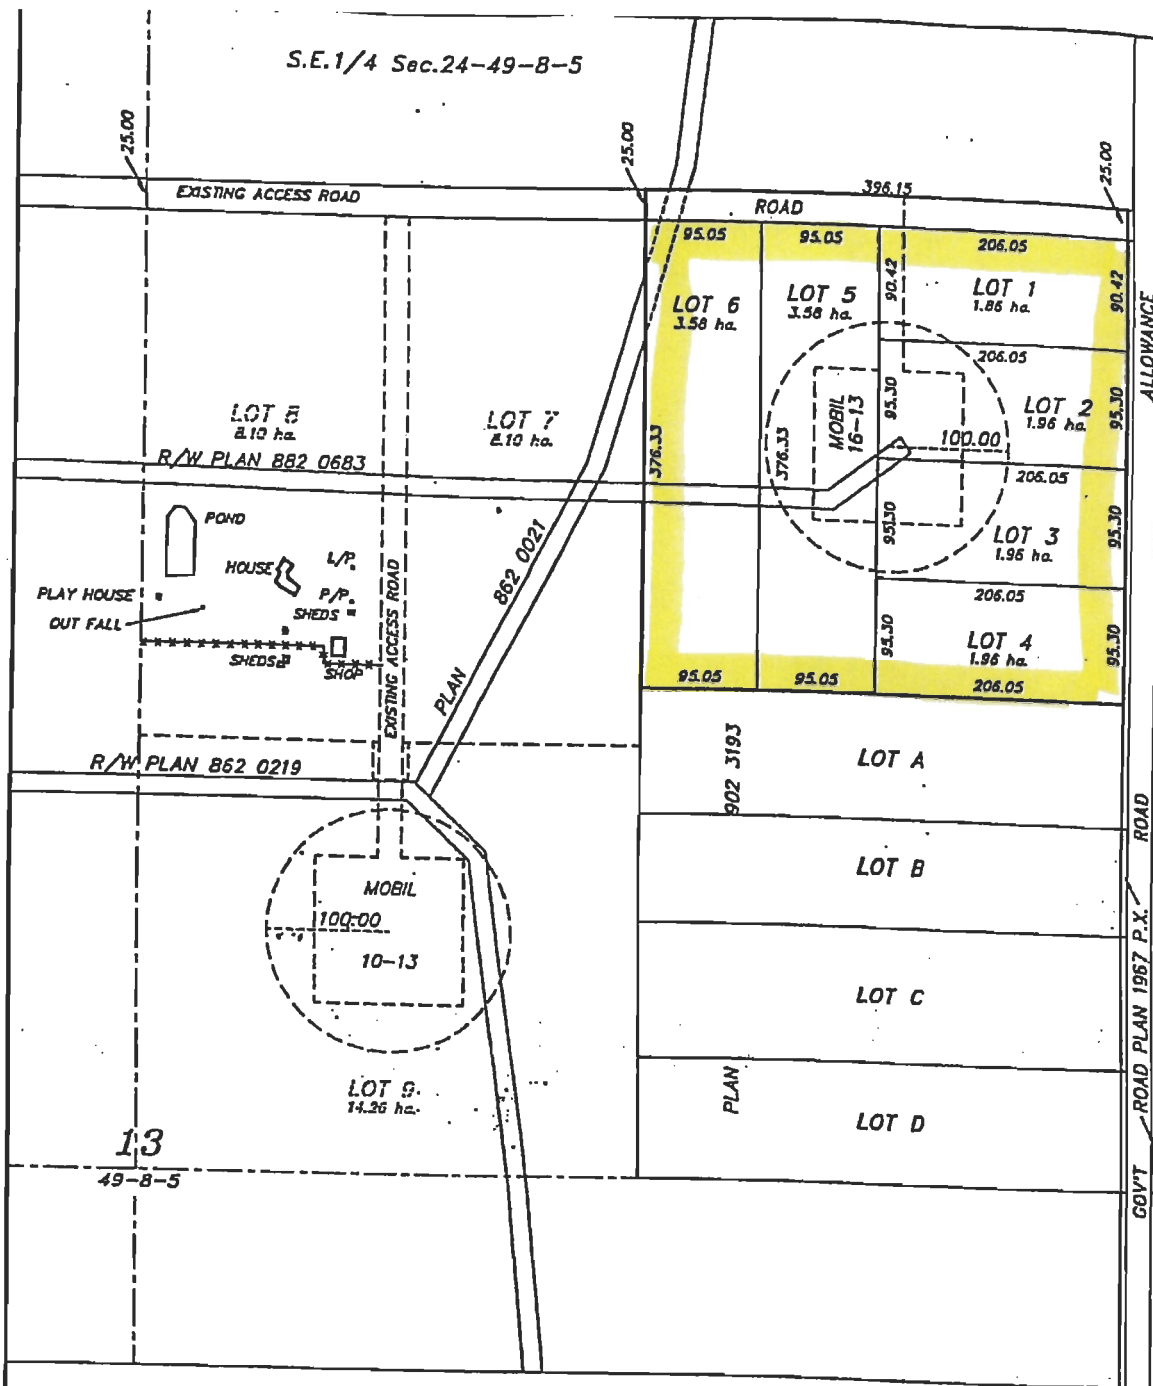 S.E.1/4 Sec.24-49-8-5
25.00
25.00
25.00
EXISTING ACCESS ROAD
396.15
ROAD
95.05
95.05
206.05
LOT 6
3.58 ha.
LOT 5
3.58 ha.
90.42
LOT 1
1.86 ha.
90.42
ALLOWANCE
206.05
LOT 8
8.10 ha.
LOT 7
8.10 ha.
376.33
376.33
MOBIL
16-13
95.30
LOT 2
1.96 ha.
95.30
100.00
206.05
R/W PLAN 882 0683
POND
HOUSE
L/P.
P/P.
SHEDS
PLAY HOUSE
OUT FALL
SHEDS
SHOP
EXISTING ACCESS ROAD
PLAN
862 0021
95.30
LOT 3
1.96 ha.
95.30
206.05
95.30
LOT 4
1.96 ha.
95.30
95.05
95.05
206.05
R/W PLAN 862 0219
902 3193
LOT A
MOBIL
100.00
10-13
LOT B
ROAD
LOT C
ROAD PLAN 1967 P.X.
LOT 9
14.26 ha.
PLAN
LOT D
GOV'T
13
49-8-5